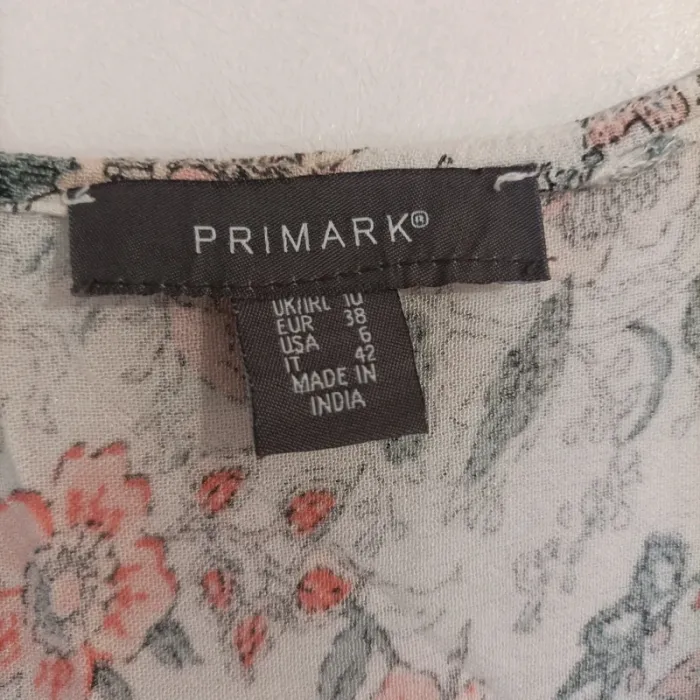 PRIMARK®
UK/IRL 10
EUR 38
USA 6
IT 42
MADE IN
INDIA